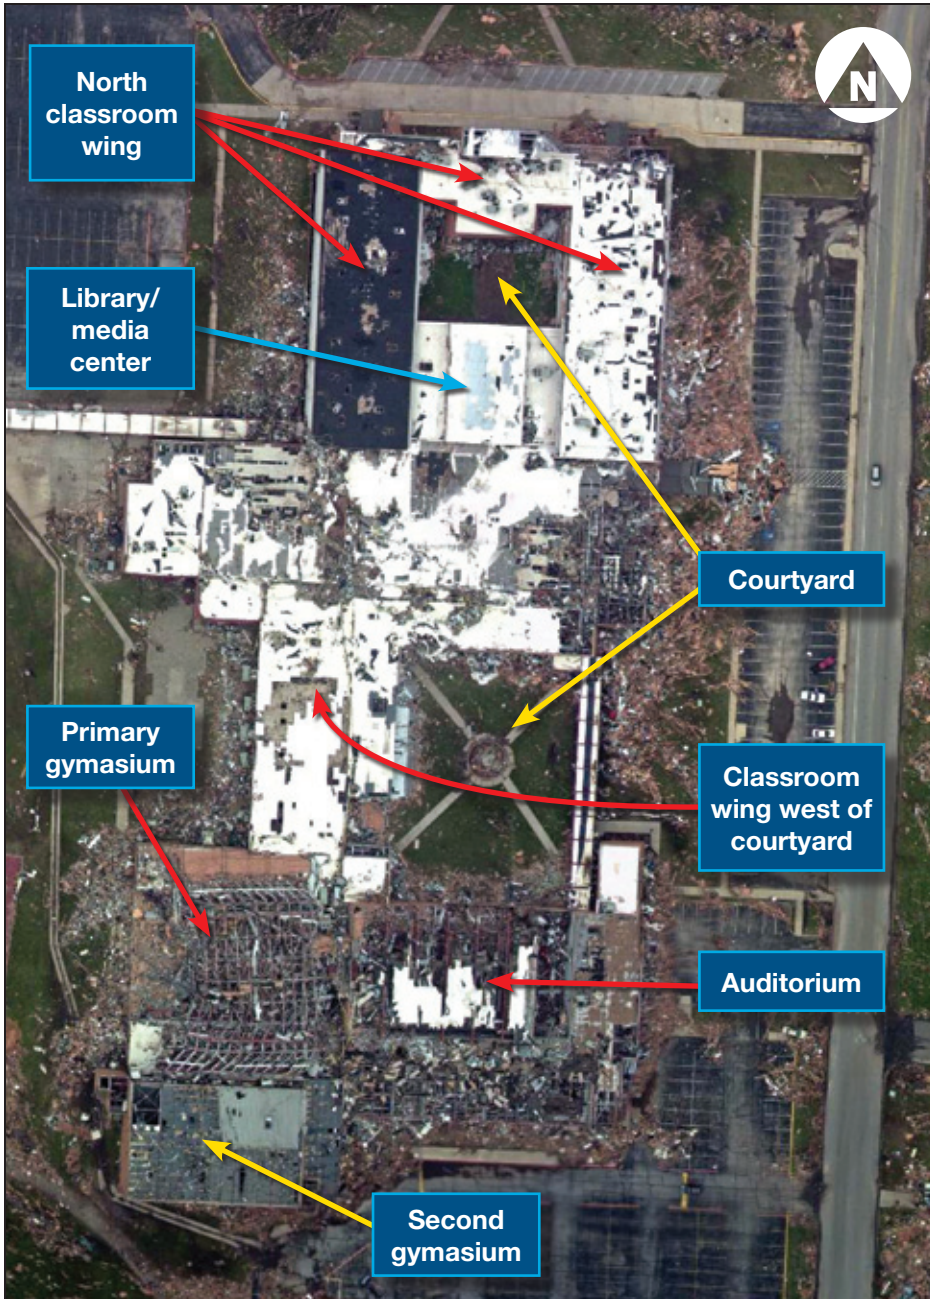 North
classroom
wing
N
Library/
media
center
Courtyard
Primary
gymasium
Classroom
wing west of
courtyard
Auditorium
Second
gymasium